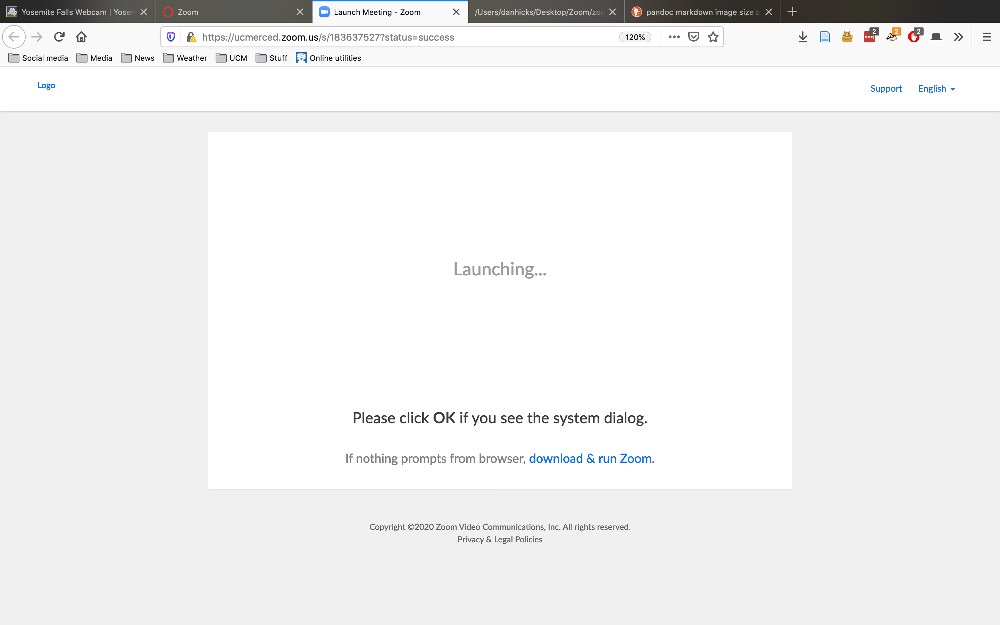 Yosemite Falls Webcam | Yosem
Zoom
Launch Meeting - Zoom
/Users/danhicks/Desktop/Zoom/zoo
pandoc markdown image size a
https://ucmerced.zoom.us/s/183637527?status=success
120%
2
2
2
Social media
Media
News
Weather
UCM
Stuff
Online utilities
Logo
Support
English
Launching...
Please click OK if you see the system dialog.
If nothing prompts from browser, download & run Zoom.
Copyright ©2020 Zoom Video Communications, Inc. All rights reserved.
Privacy & Legal Policies